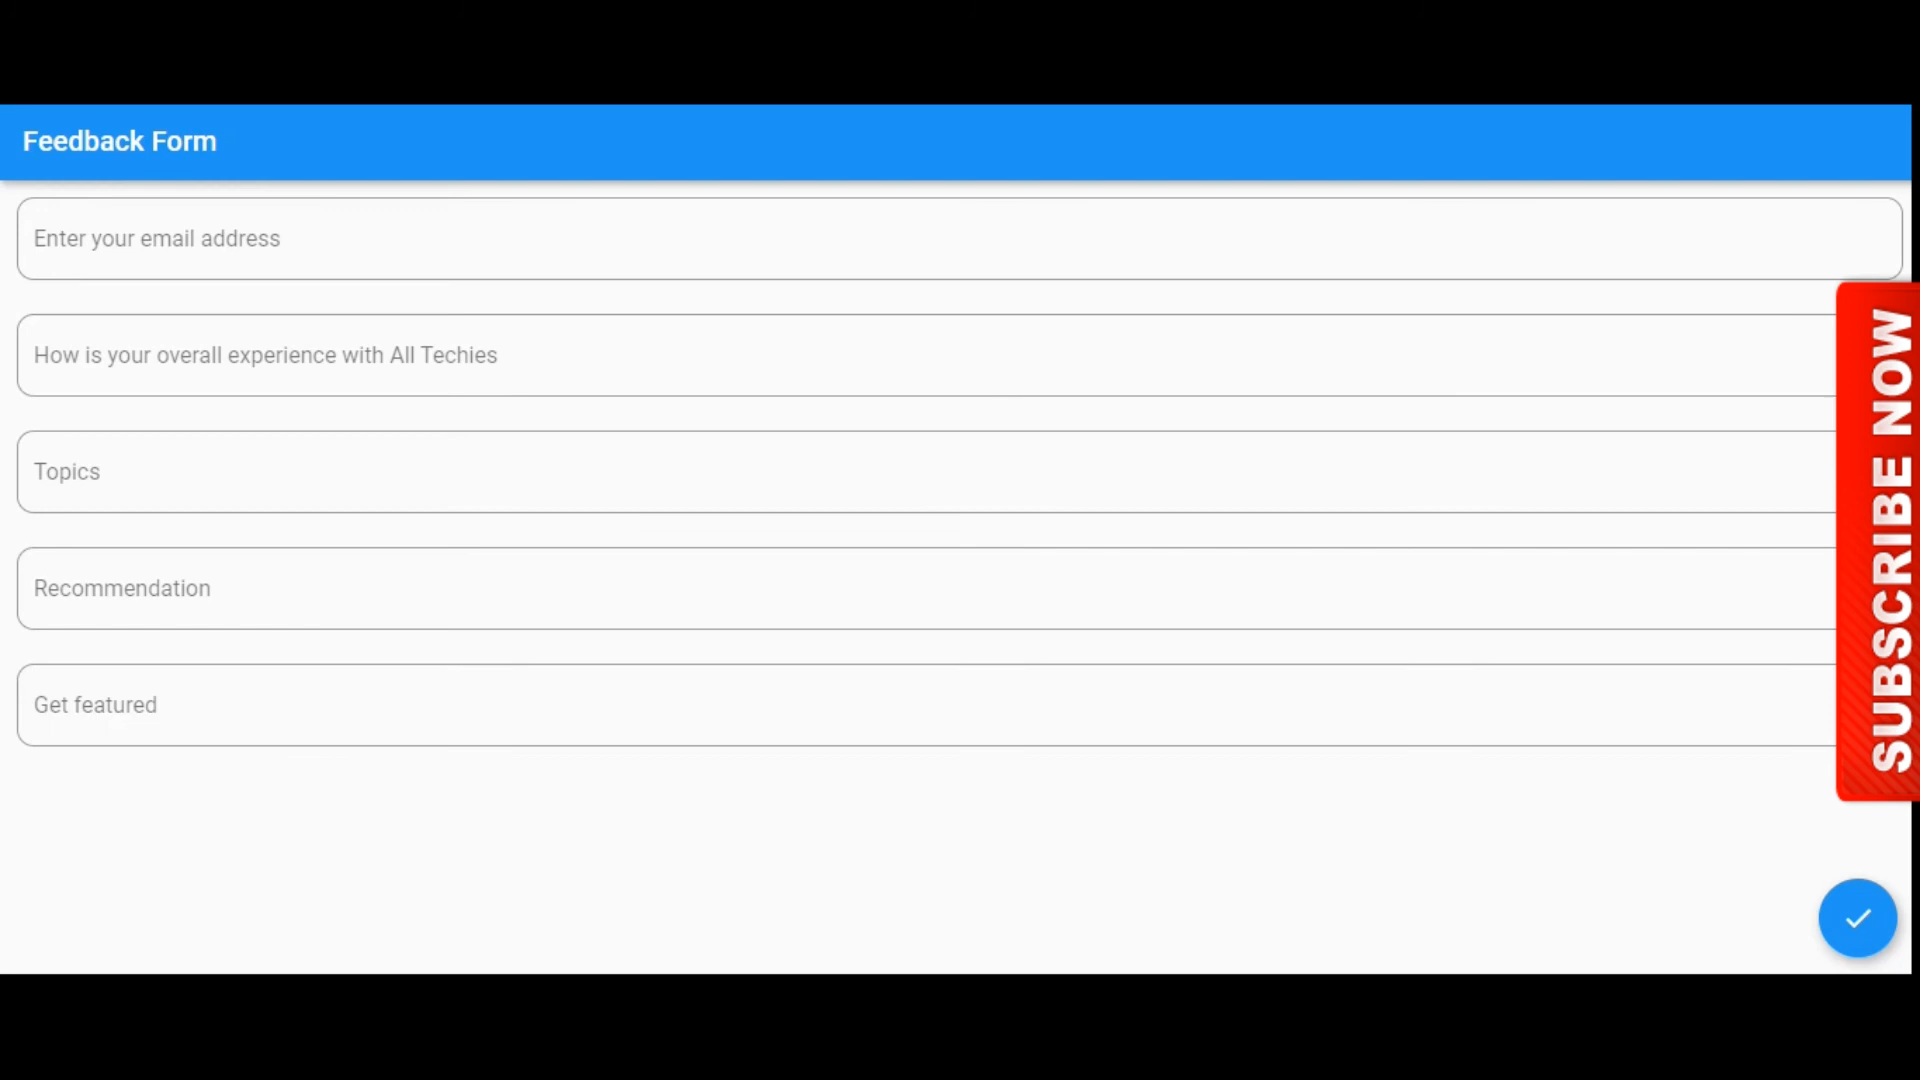 Feedback Form
Enter your email address
How is your overall experience with All Techies
Topics
Recommendation
Get featured
SUBSCRIBE NOW